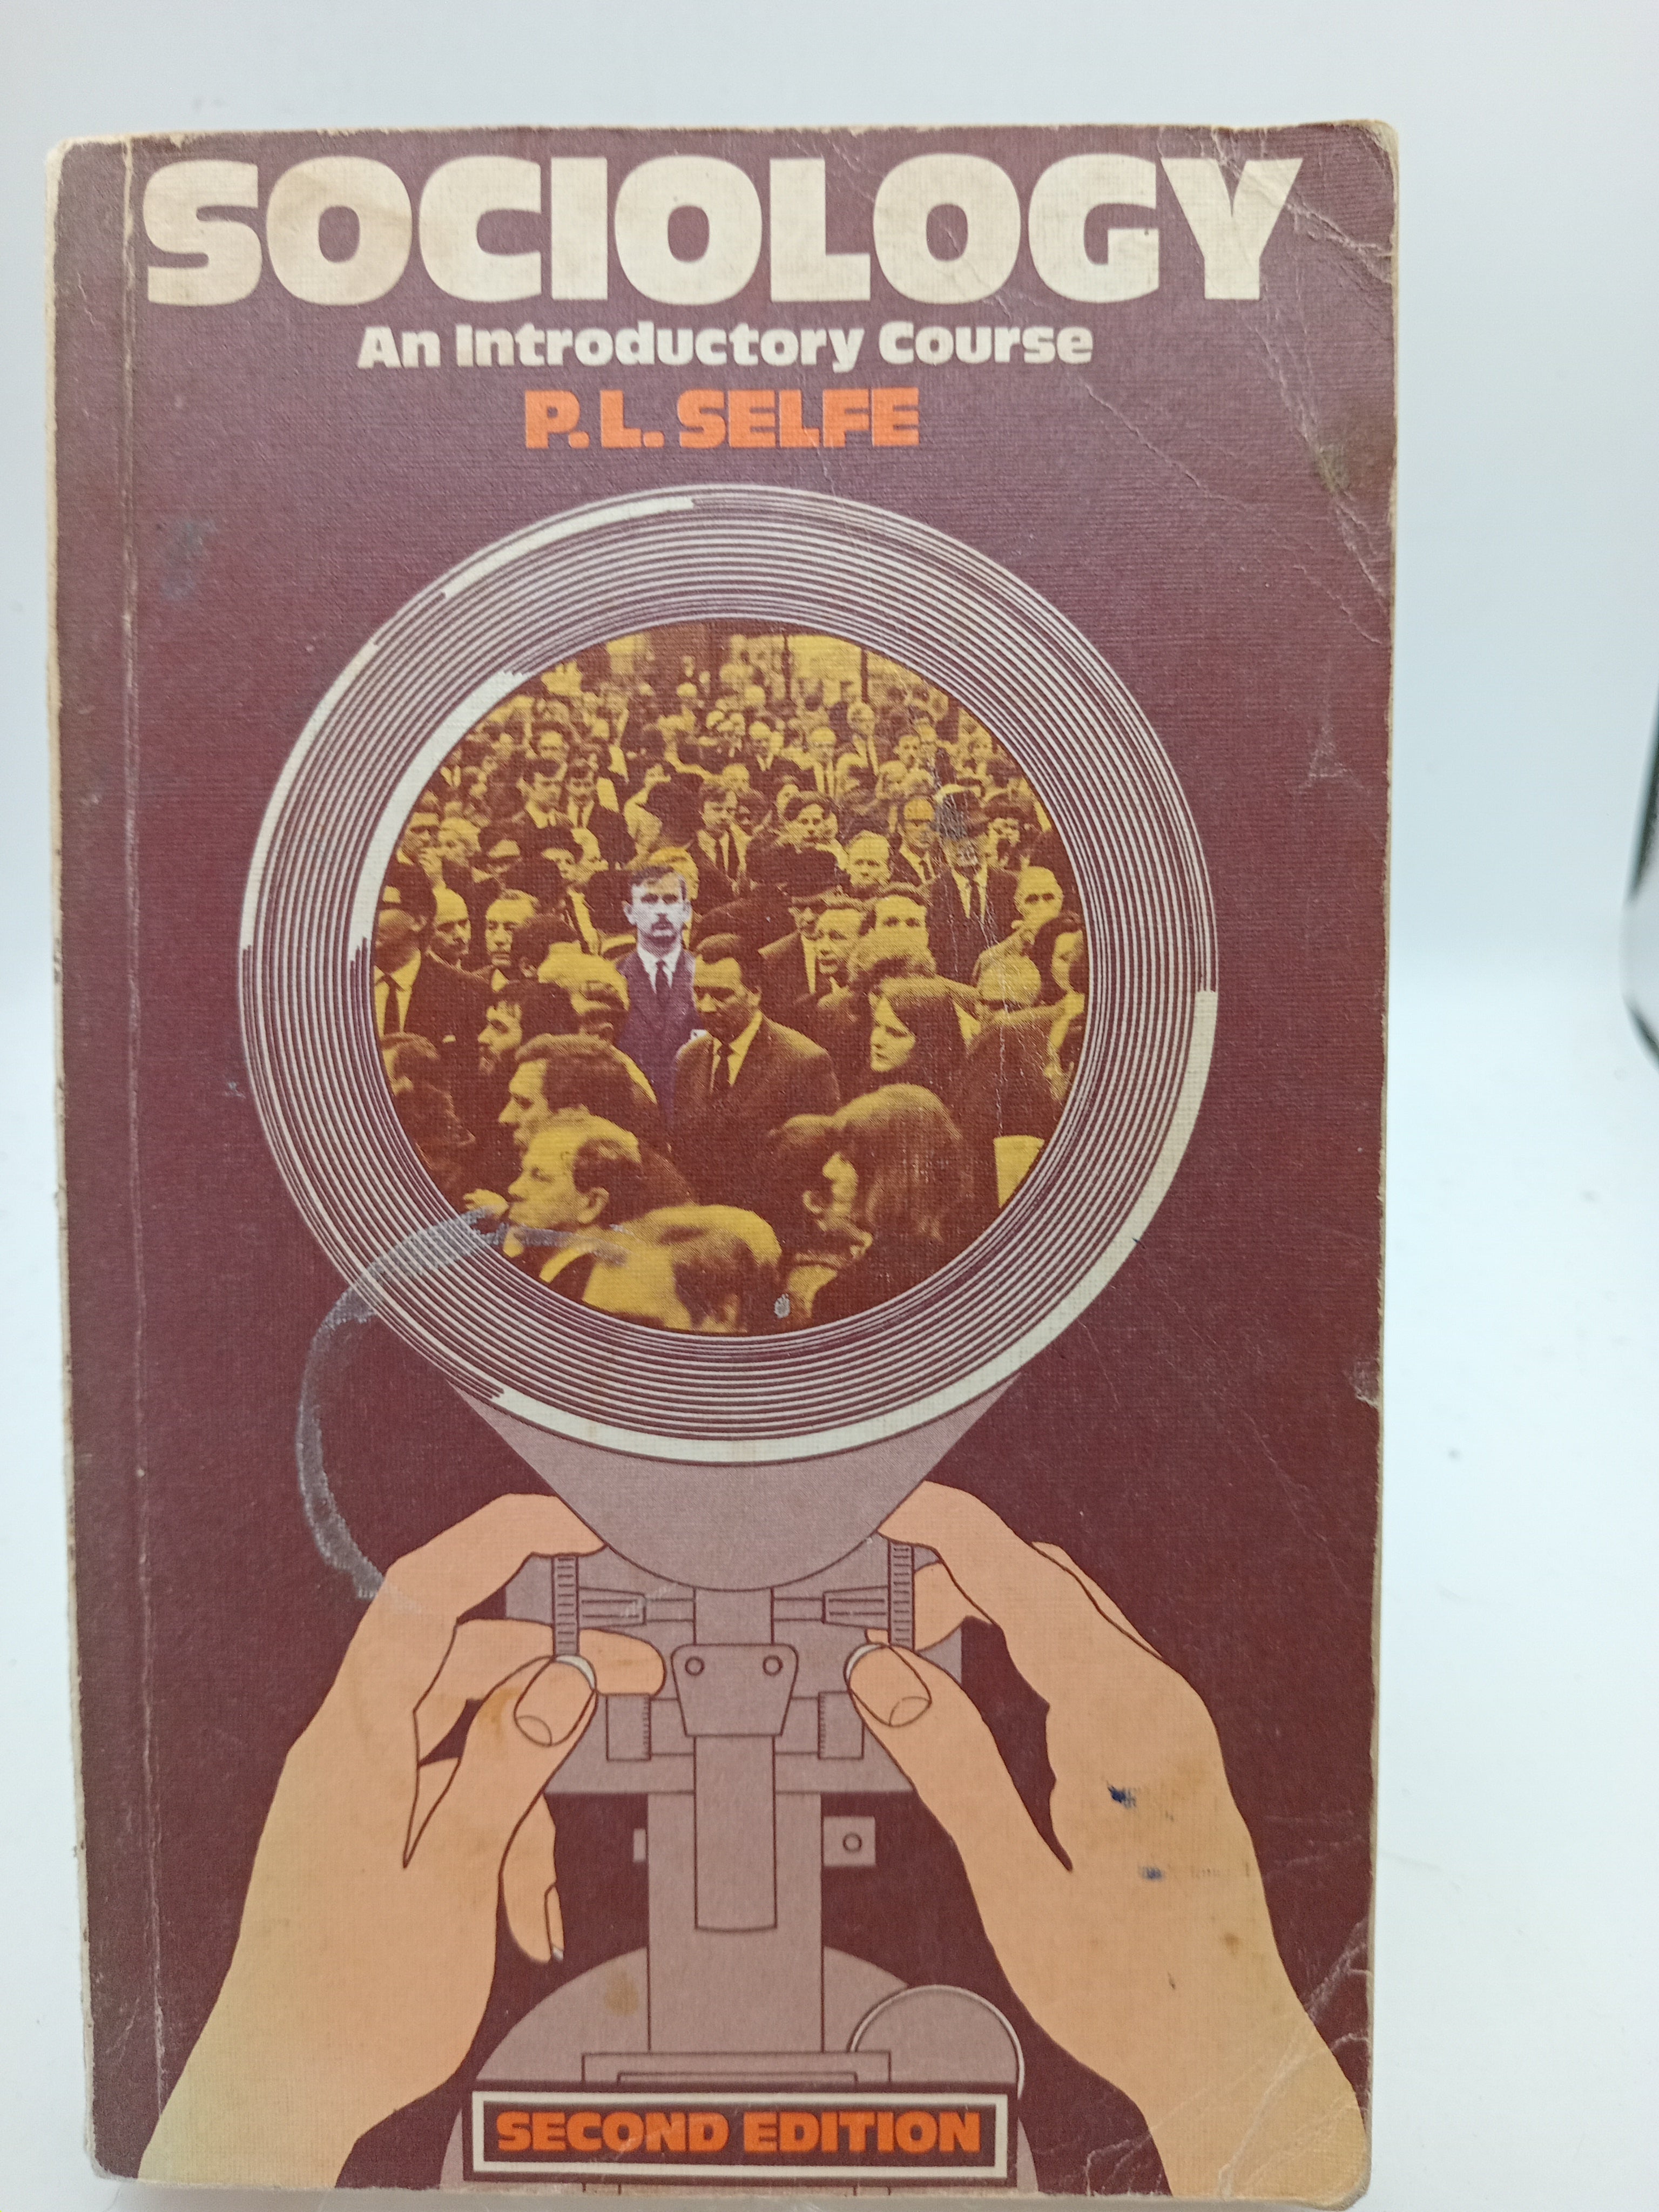 SOCIOLOGY
An Introductory Course
P. L. SELFE
SECOND EDITION